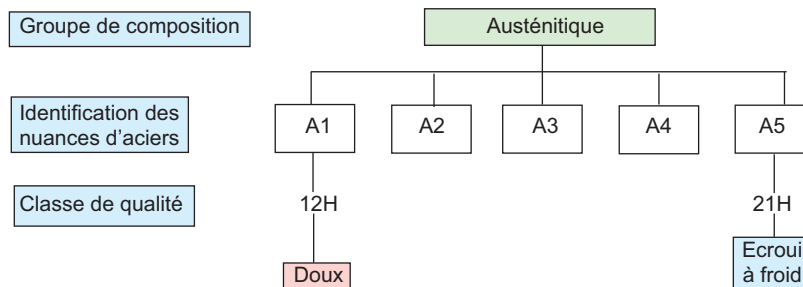 Groupe de composition
Austénitique
Identification des
nuances d'aciers
A1 A2 A3 A4 A5
Classe de qualité
12H 21H
Doux
Ecroui
à froid